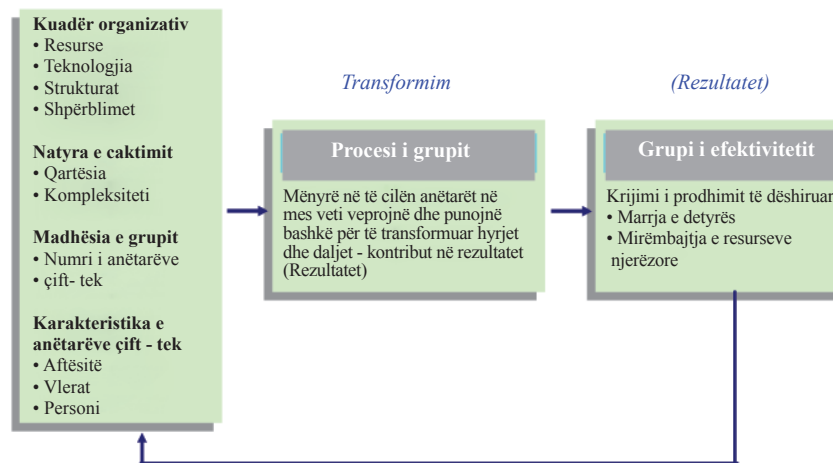 Kuadër organizativ
• Resurse
• Teknologjia
• Strukturat
• Shpërblimet
Natyra e caktimit
• Qartësia
• Kompleksiteti
Madhësia e grupit
• Numri i anëtarëve
• çift- tek
Karakteristika e
anëtarëve çift - tek
• Aftësitë
• Vlerat
• Personi
Transformim
Procesi i grupit
Mënyrë në të cilën anëtarët në
mes veti veprojnë dhe punojnë
bashkë për të transformuar hyrjet
dhe daljet - kontribut në rezultatet
(Rezultatet)
(Rezultatet)
Grupi i efektivitetit
Krijimi i prodhimit të dëshiruar
• Marrja e detyrës
• Mirëmbajtja e resurseve
njerëzore